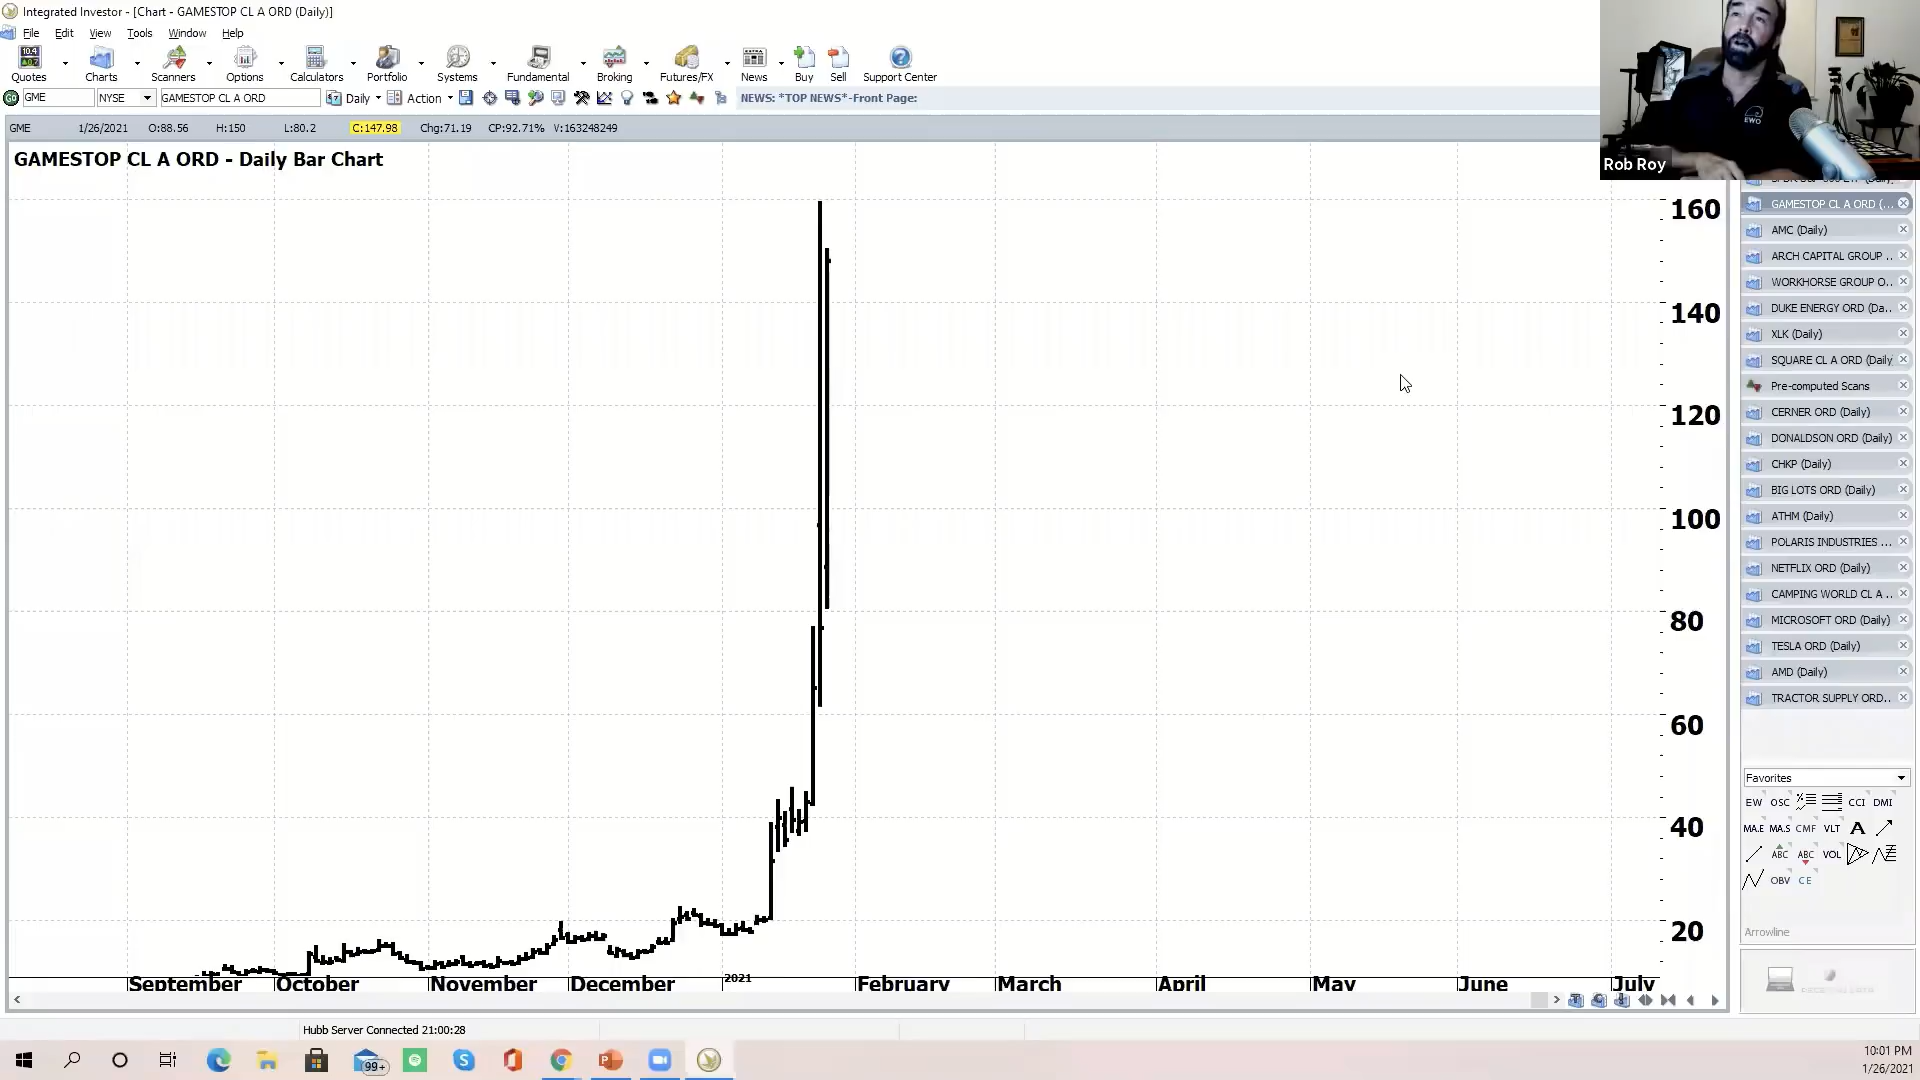 Integrated Investor - [Chart - GAMESTOP CL A ORD (Daily)]
File Edit View Tools Window Help
10.4
EXTRA
Quotes Charts Scanners Options Calculators Portfolio Systems Fundamental Broking Futures/FX News Buy Sell Support Center
GO GME NYSE GAMESTOP CL A ORD Daily Action NEWS: *TOP NEWS*-Front Page:
GME 1/26/2021 O:88.56 H:150 L:80.2 C:147.98 Chg:71.19 CP:92.71% V:163248249
GAMESTOP CL A ORD - Daily Bar Chart
EWO
Rob Roy
160
140
120
100
80
60
40
20
September October November December 2021 February March April May June July
GAMESTOP CL A ORD (...
AMC (Daily)
ARCH CAPITAL GROUP ..
WORKHORSE GROUP O..
DUKE ENERGY ORD (Da..
XLK (Daily)
SQUARE CL A ORD (Daily
Pre-computed Scans
CERNER ORD (Daily)
DONALDSON ORD (Daily)
CHKP (Daily)
BIG LOTS ORD (Daily)
ATHM (Daily)
POLARIS INDUSTRIES ...
NETFLIX ORD (Daily)
CAMPING WORLD CL A ..
MICROSOFT ORD (Daily)
TESLA ORD (Daily)
AMD (Daily)
TRACTOR SUPPLY ORD..
Favorites
EW OSC CCI DMI
MA.E MA.S CMF VLT A
ABC ABC VOL
OBV CE
Arrowline
Hubb Server Connected 21:00:28
99+
10:01 PM
1/26/2021